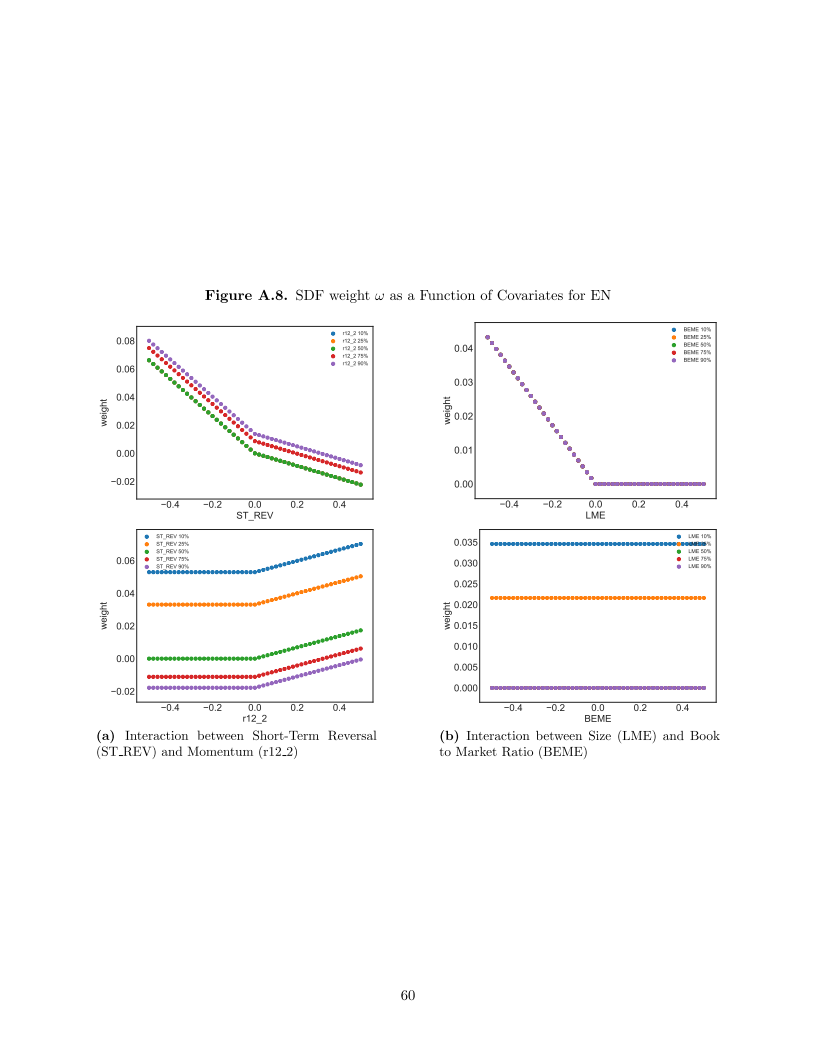 Figure A.8. SDF weight ω as a Function of Covariates for EN
0.08
0.06
0.04
0.02
0.00
−0.02
weight
−0.4 −0.2 0.0 0.2 0.4
ST_REV
r12_2 10%
r12_2 25%
r12_2 50%
r12_2 75%
r12_2 90%
0.04
0.03
0.02
0.01
0.00
weight
−0.4 −0.2 0.0 0.2 0.4
LME
BEME 10%
BEME 25%
BEME 50%
BEME 75%
BEME 90%
0.06
0.04
0.02
0.00
−0.02
weight
−0.4 −0.2 0.0 0.2 0.4
r12_2
ST_REV 10%
ST_REV 25%
ST_REV 50%
ST_REV 75%
ST_REV 90%
0.035
0.030
0.025
0.020
0.015
0.010
0.005
0.000
weight
−0.4 −0.2 0.0 0.2 0.4
BEME
LME 10%
LME
LME 50%
LME 75%
LME 90%
(a) Interaction between Short-Term Reversal
(ST_REV) and Momentum (r12_2)
(b) Interaction between Size (LME) and Book
to Market Ratio (BEME)
60